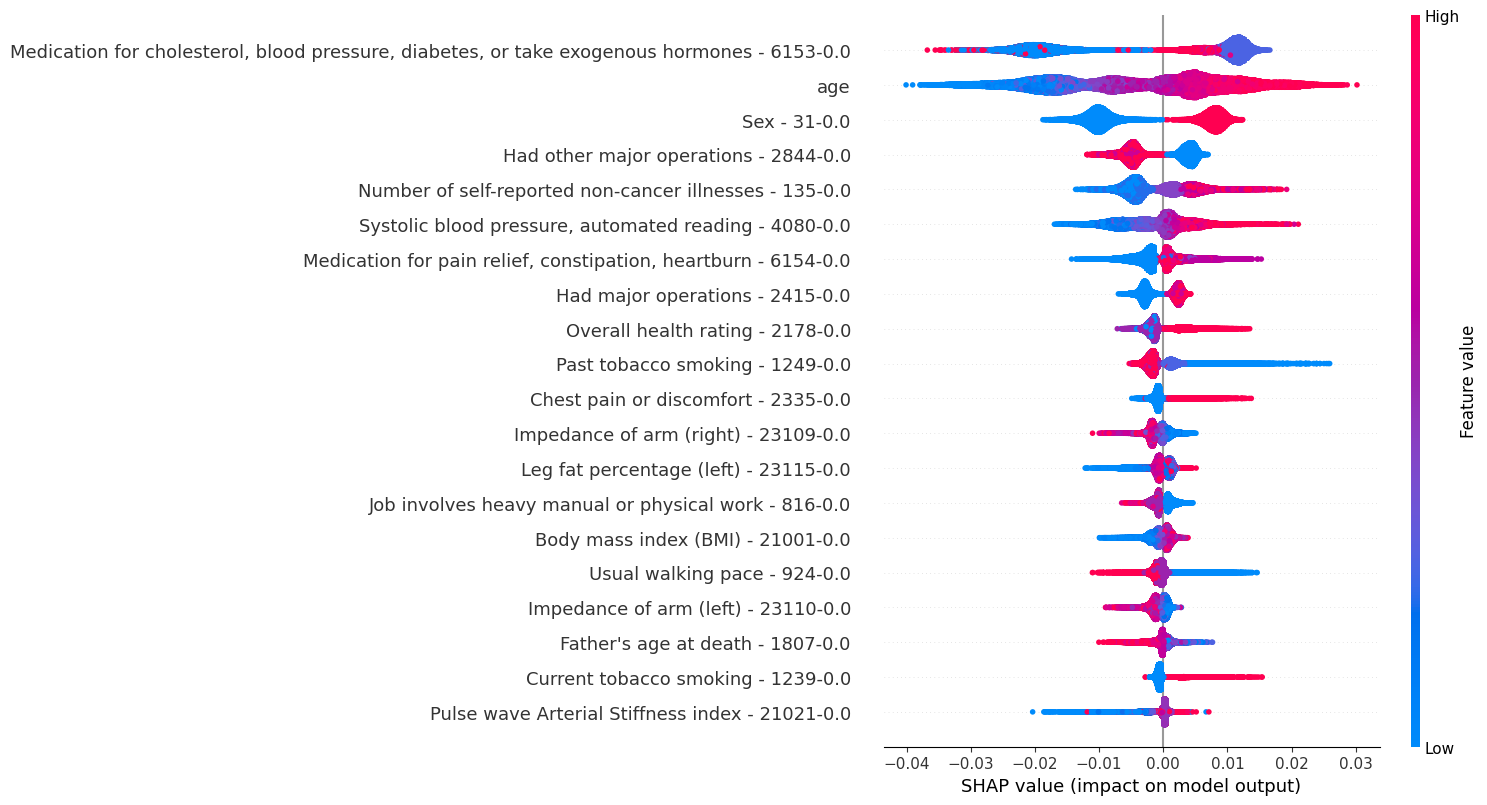 High
Medication for cholesterol, blood pressure, diabetes, or take exogenous hormones - 6153-0.0
age
Sex - 31-0.0
Had other major operations - 2844-0.0
Number of self-reported non-cancer illnesses - 135-0.0
Systolic blood pressure, automated reading - 4080-0.0
Medication for pain relief, constipation, heartburn - 6154-0.0
Had major operations - 2415-0.0
Overall health rating - 2178-0.0
Past tobacco smoking - 1249-0.0
Chest pain or discomfort - 2335-0.0
Impedance of arm (right) - 23109-0.0
Leg fat percentage (left) - 23115-0.0
Job involves heavy manual or physical work - 816-0.0
Body mass index (BMI) - 21001-0.0
Usual walking pace - 924-0.0
Impedance of arm (left) - 23110-0.0
Father's age at death - 1807-0.0
Current tobacco smoking - 1239-0.0
Pulse wave Arterial Stiffness index - 21021-0.0
Feature value
Low
−0.04 −0.03 −0.02 −0.01 0.00 0.01 0.02 0.03
SHAP value (impact on model output)